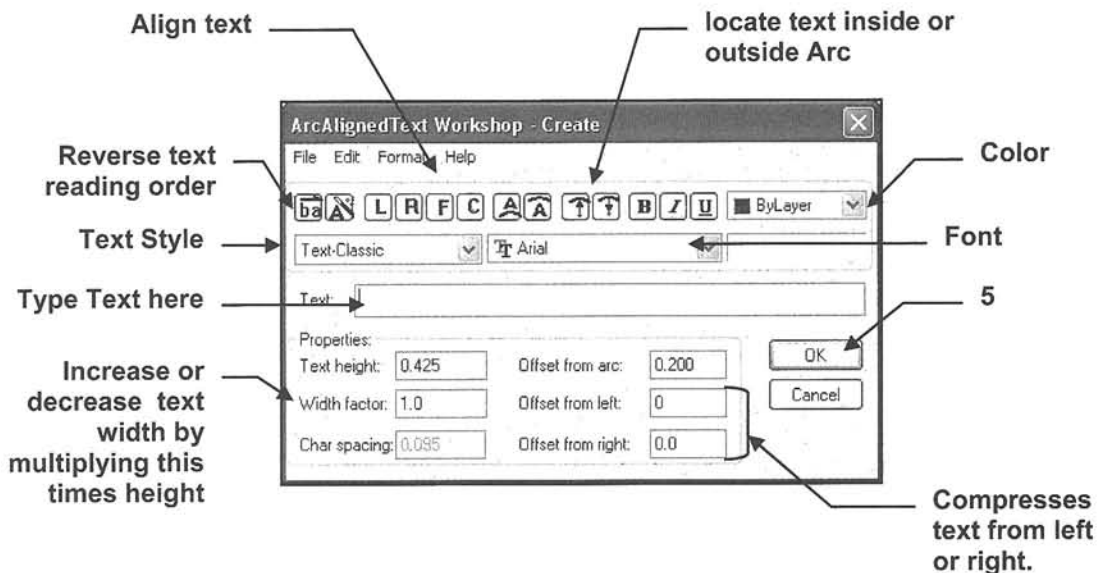 Align text
locate text inside or
outside Arc
ArcAlignedText Workshop - Create
File Edit Format Help
Reverse text
reading order
Color
ba A L R F C A A B I U ByLayer
Text Style
Text-Classic Arial
Font
Type Text here
Text:
5
Properties:
Text height: 0.425 Offset from arc: 0.200
OK
Increase or
decrease text
width by
multiplying this
times height
Width factor: 1.0 Offset from left: 0
Cancel
Char spacing: 0.095 Offset from right: 0.0
Compresses
text from left
or right.